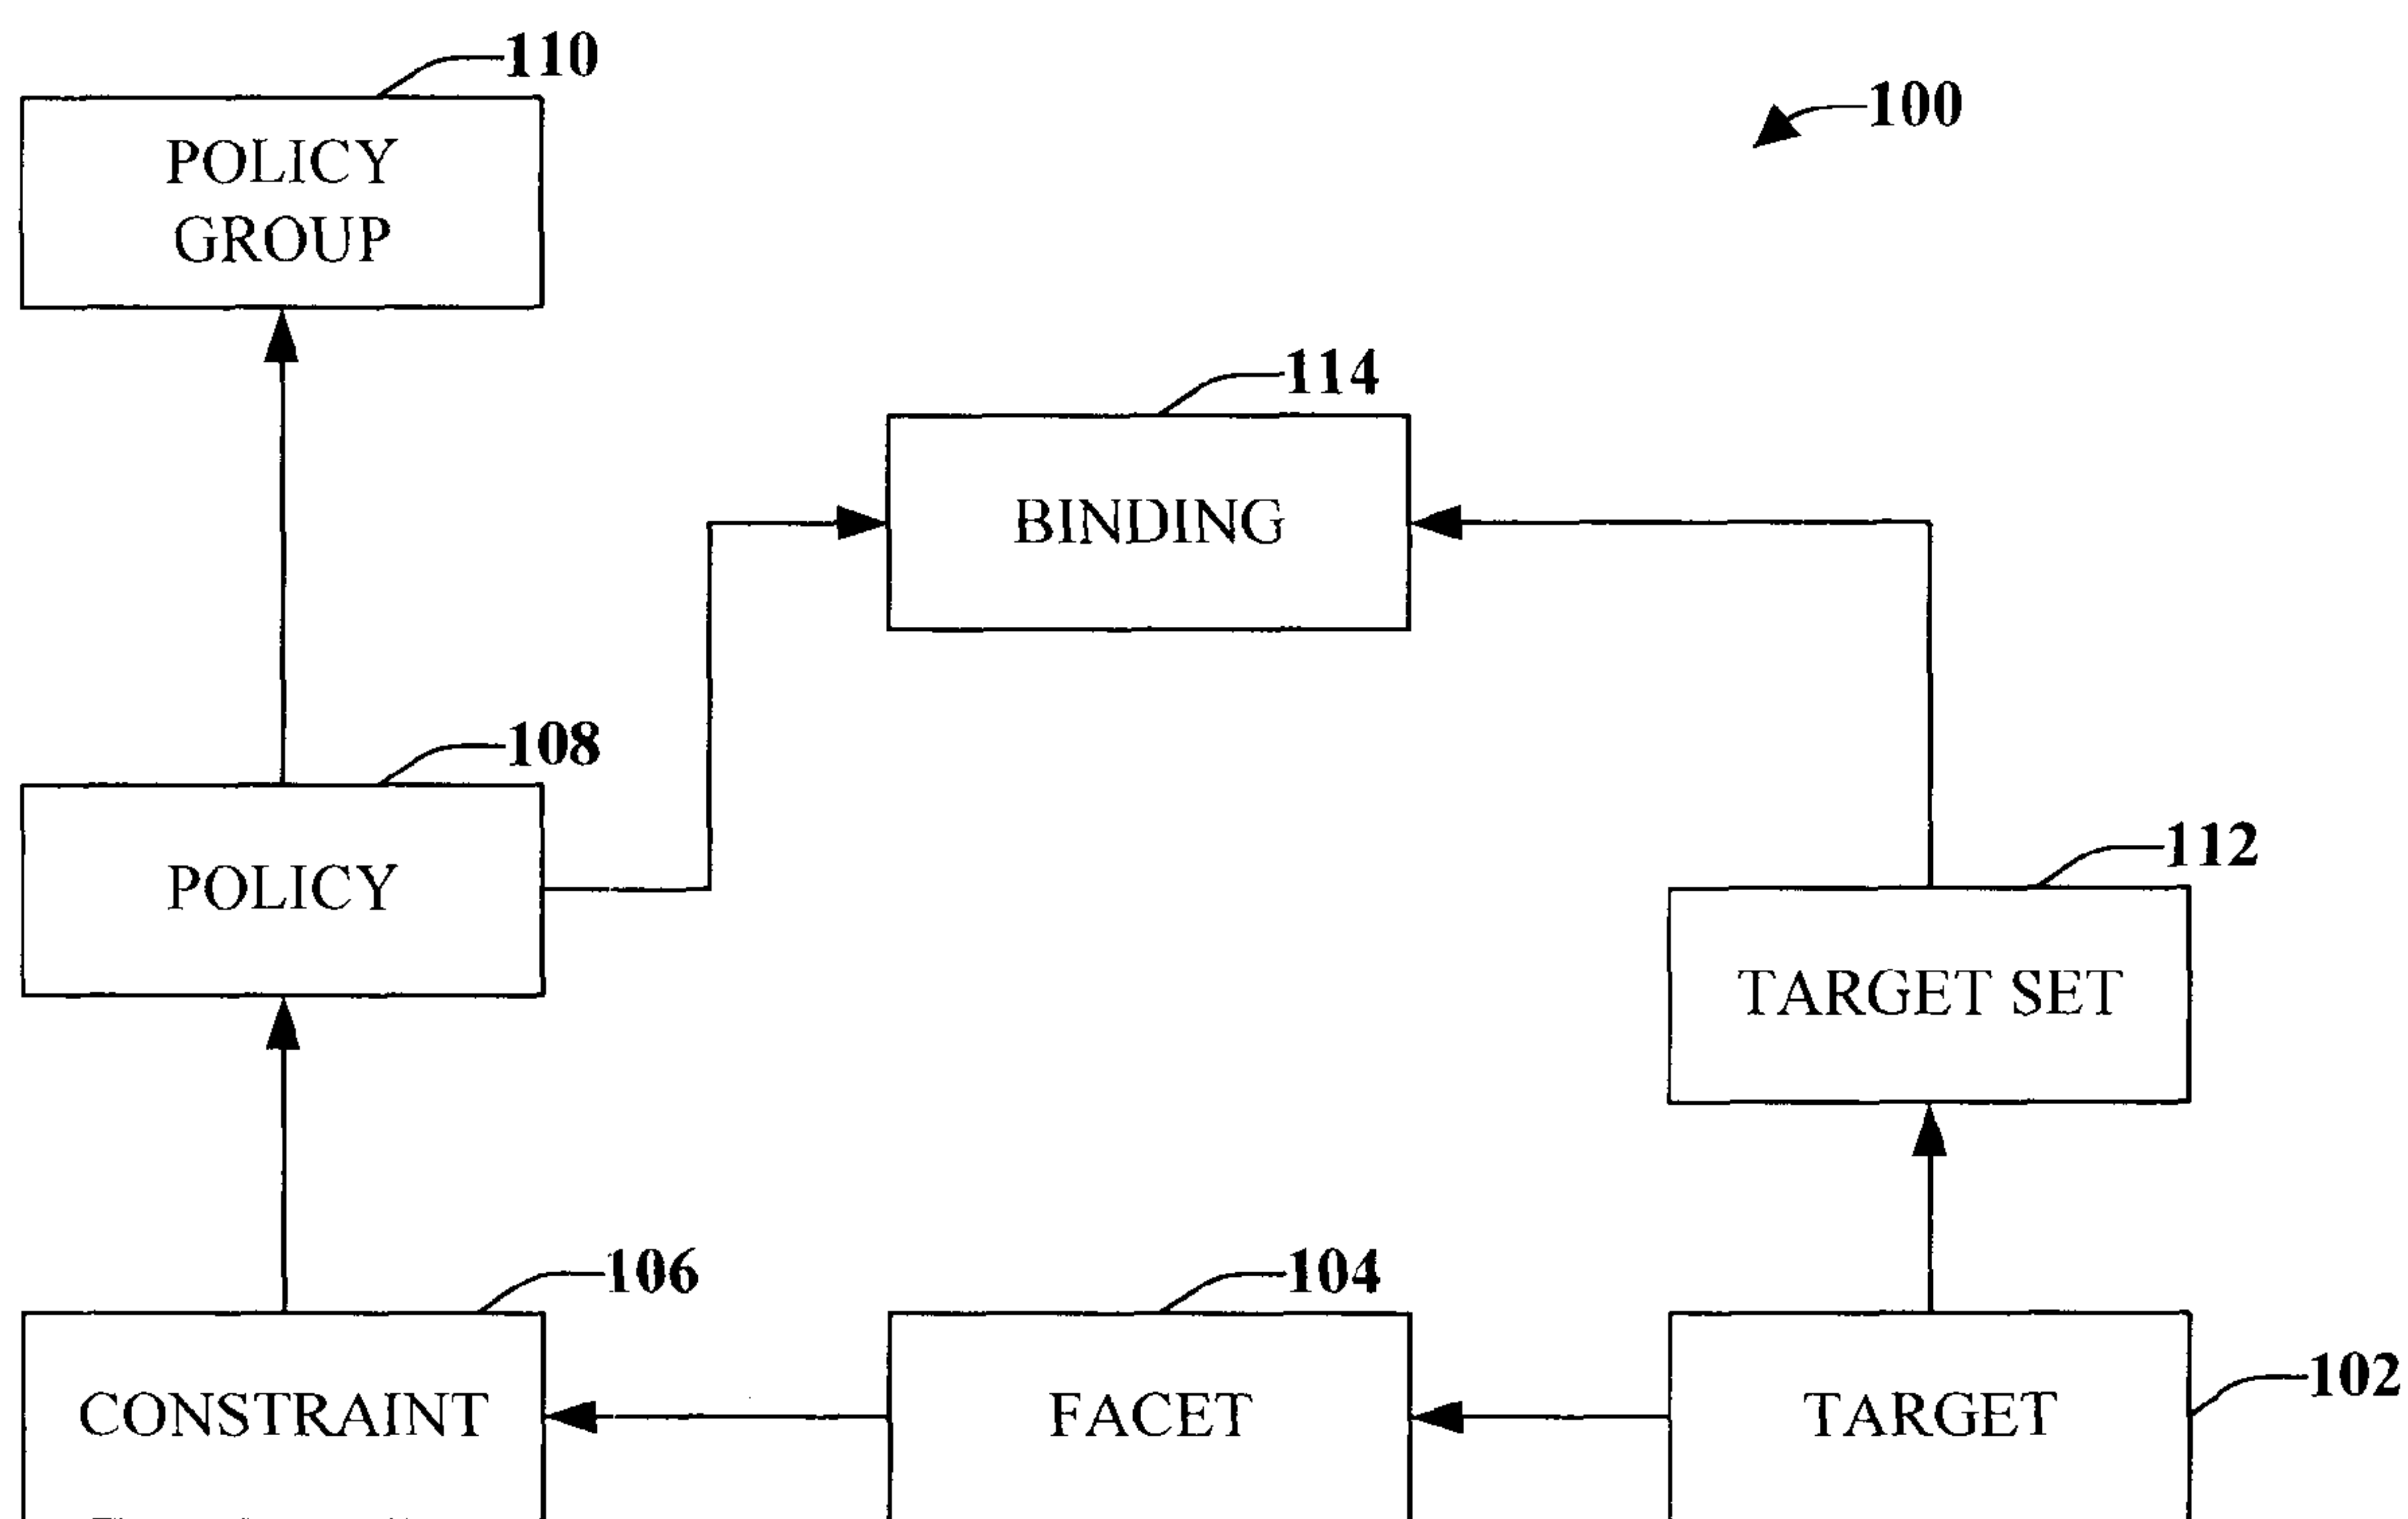 110
100
POLICY
GROUP
114
BINDING
108
POLICY
112
TARGET SET
106
104
CONSTRAINT
FACET
TARGET
102